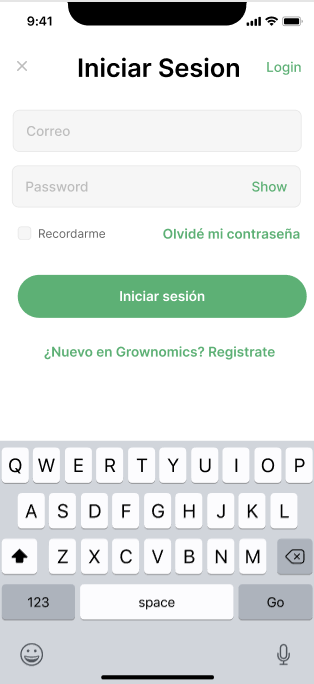 9:41
Iniciar Sesion
Login
Correo
Password
Show
Recordarme
Olvidé mi contraseña
Iniciar sesión
¿Nuevo en Grownomics? Registrate
Q W E R T Y U I O P
A S D F G H J K L
Z X C V B N M
123 space Go